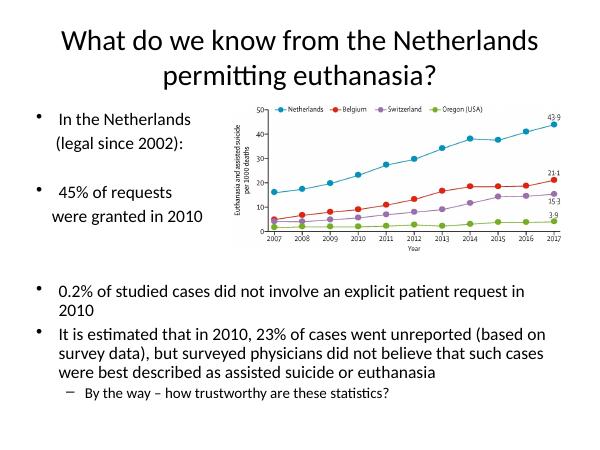 What do we know from the Netherlands
permitting euthanasia?
• In the Netherlands
(legal since 2002):
• 45% of requests
were granted in 2010
Netherlands Belgium Switzerland Oregon (USA)
Euthanasia and assisted suicide
per 1000 deaths
50
40
30
20
10
0
43·9
21·1
15·3
3·9
2007 2008 2009 2010 2011 2012 2013 2014 2015 2016 2017
Year
• 0.2% of studied cases did not involve an explicit patient request in
2010
• It is estimated that in 2010, 23% of cases went unreported (based on
survey data), but surveyed physicians did not believe that such cases
were best described as assisted suicide or euthanasia
– By the way – how trustworthy are these statistics?